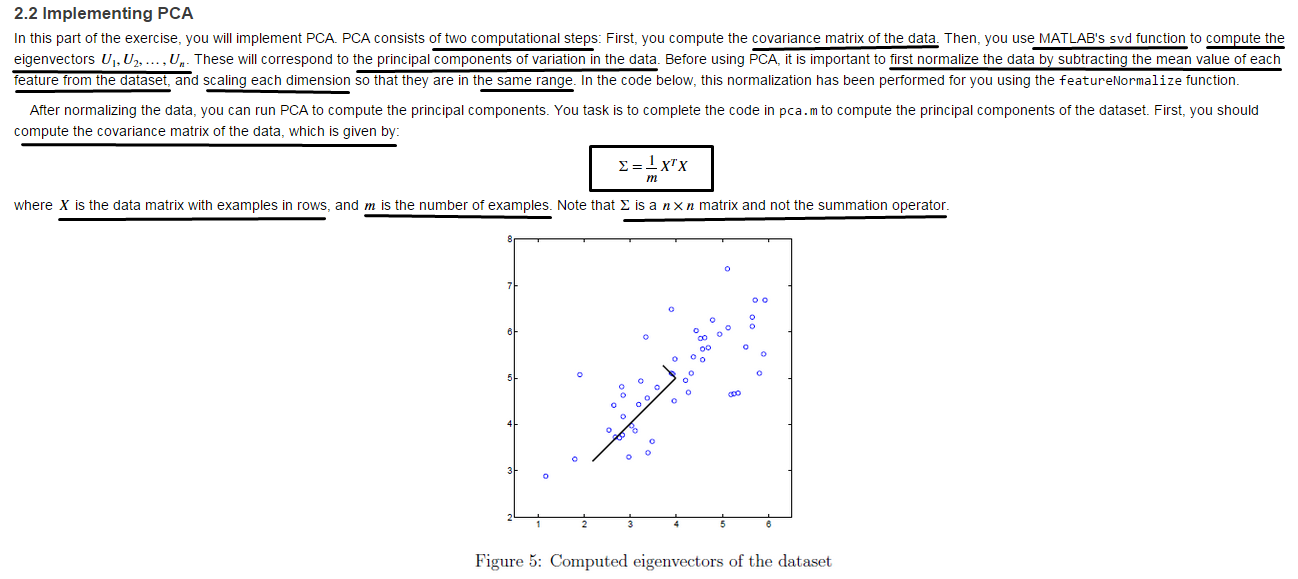 2.2 Implementing PCA
In this part of the exercise, you will implement PCA. PCA consists of two computational steps: First, you compute the covariance matrix of the data. Then, you use MATLAB's svd function to compute the
eigenvectors U₁, U₂, …, Uₙ. These will correspond to the principal components of variation in the data. Before using PCA, it is important to first normalize the data by subtracting the mean value of each
feature from the dataset, and scaling each dimension so that they are in the same range. In the code below, this normalization has been performed for you using the featureNormalize function.
After normalizing the data, you can run PCA to compute the principal components. You task is to complete the code in pca.m to compute the principal components of the dataset. First, you should
compute the covariance matrix of the data, which is given by:
Σ = 1/m XᵀX
where X is the data matrix with examples in rows, and m is the number of examples. Note that Σ is a n × n matrix and not the summation operator.
8
7
6
5
4
3
2
1 2 3 4 5 6
Figure 5: Computed eigenvectors of the dataset